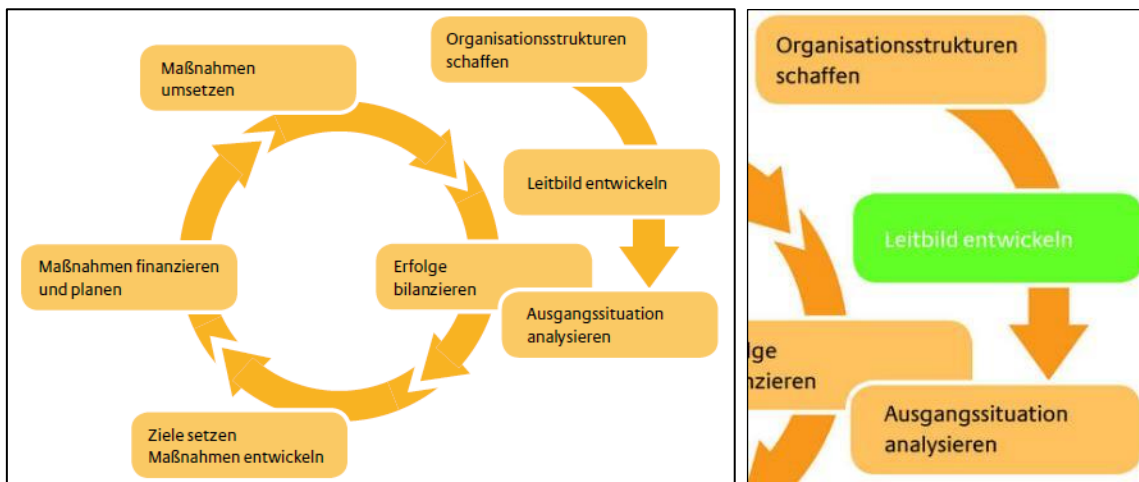 Organisationsstrukturen
schaffen
Maßnahmen
umsetzen
Leitbild entwickeln
Maßnahmen finanzieren
und planen
Erfolge
bilanzieren
Ausgangssituation
analysieren
Ziele setzen
Maßnahmen entwickeln
Organisationsstrukturen
schaffen
Leitbild entwickeln
lge
nzieren
Ausgangssituation
analysieren